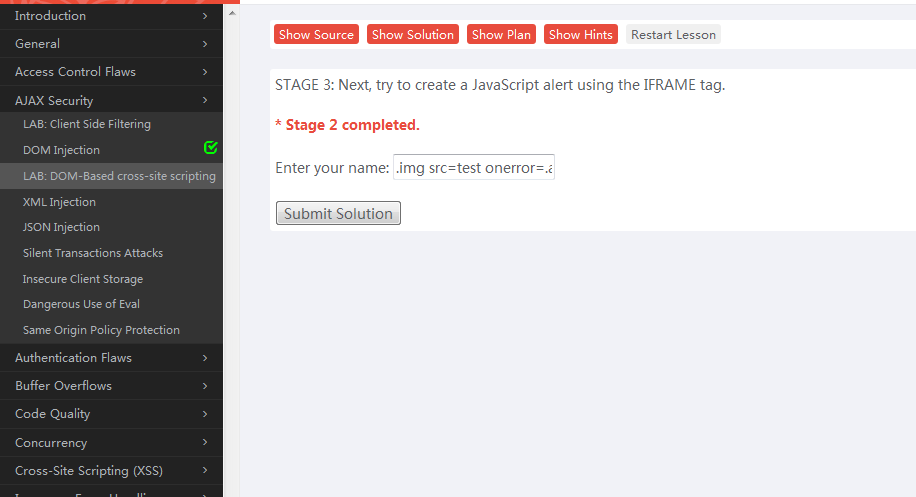 Introduction
General
Access Control Flaws
AJAX Security
LAB: Client Side Filtering
DOM Injection
LAB: DOM-Based cross-site scripting
XML Injection
JSON Injection
Silent Transactions Attacks
Insecure Client Storage
Dangerous Use of Eval
Same Origin Policy Protection
Authentication Flaws
Buffer Overflows
Code Quality
Concurrency
Cross-Site Scripting (XSS)
Show Source Show Solution Show Plan Show Hints Restart Lesson
STAGE 3: Next, try to create a JavaScript alert using the IFRAME tag.
* Stage 2 completed.
Enter your name: .img src=test onerror=.a
Submit Solution